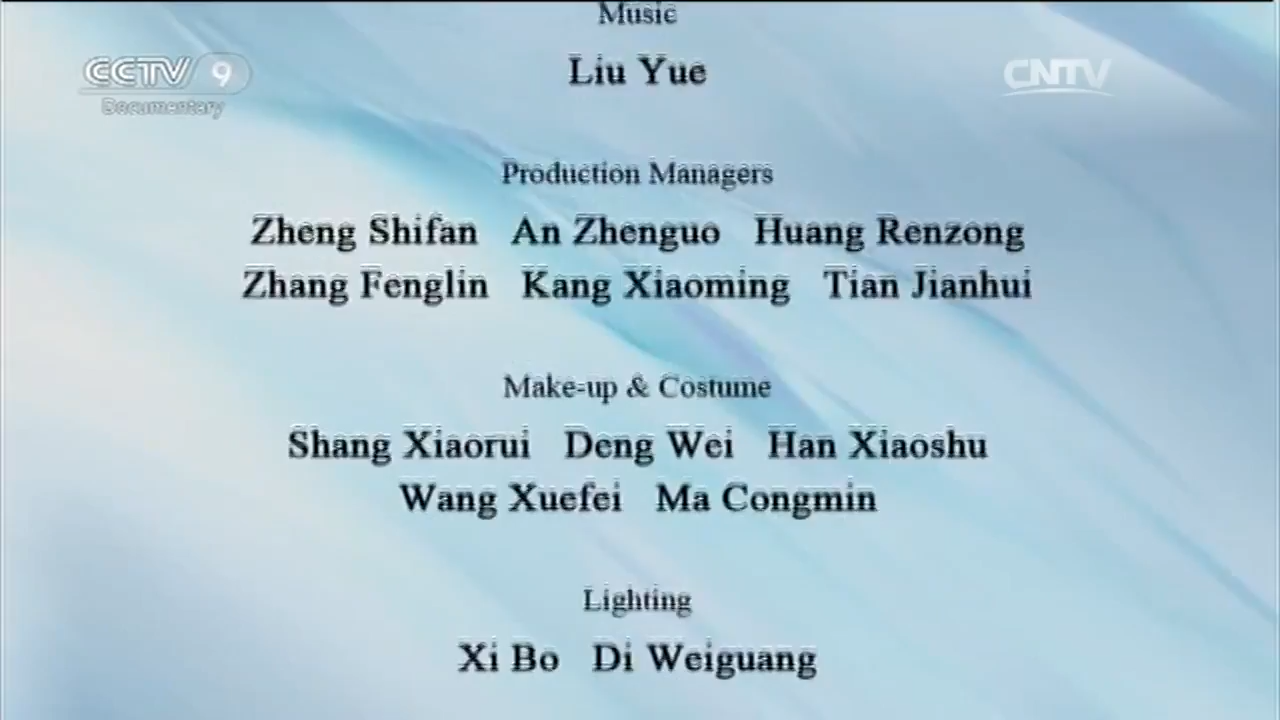 Music
CCTV 9
Documentary
CNTV
Liu Yue
Production Managers
Zheng Shifan An Zhenguo Huang Renzong
Zhang Fenglin Kang Xiaoming Tian Jianhui
Make-up & Costume
Shang Xiaorui Deng Wei Han Xiaoshu
Wang Xuefei Ma Congmin
Lighting
Xi Bo Di Weiguang